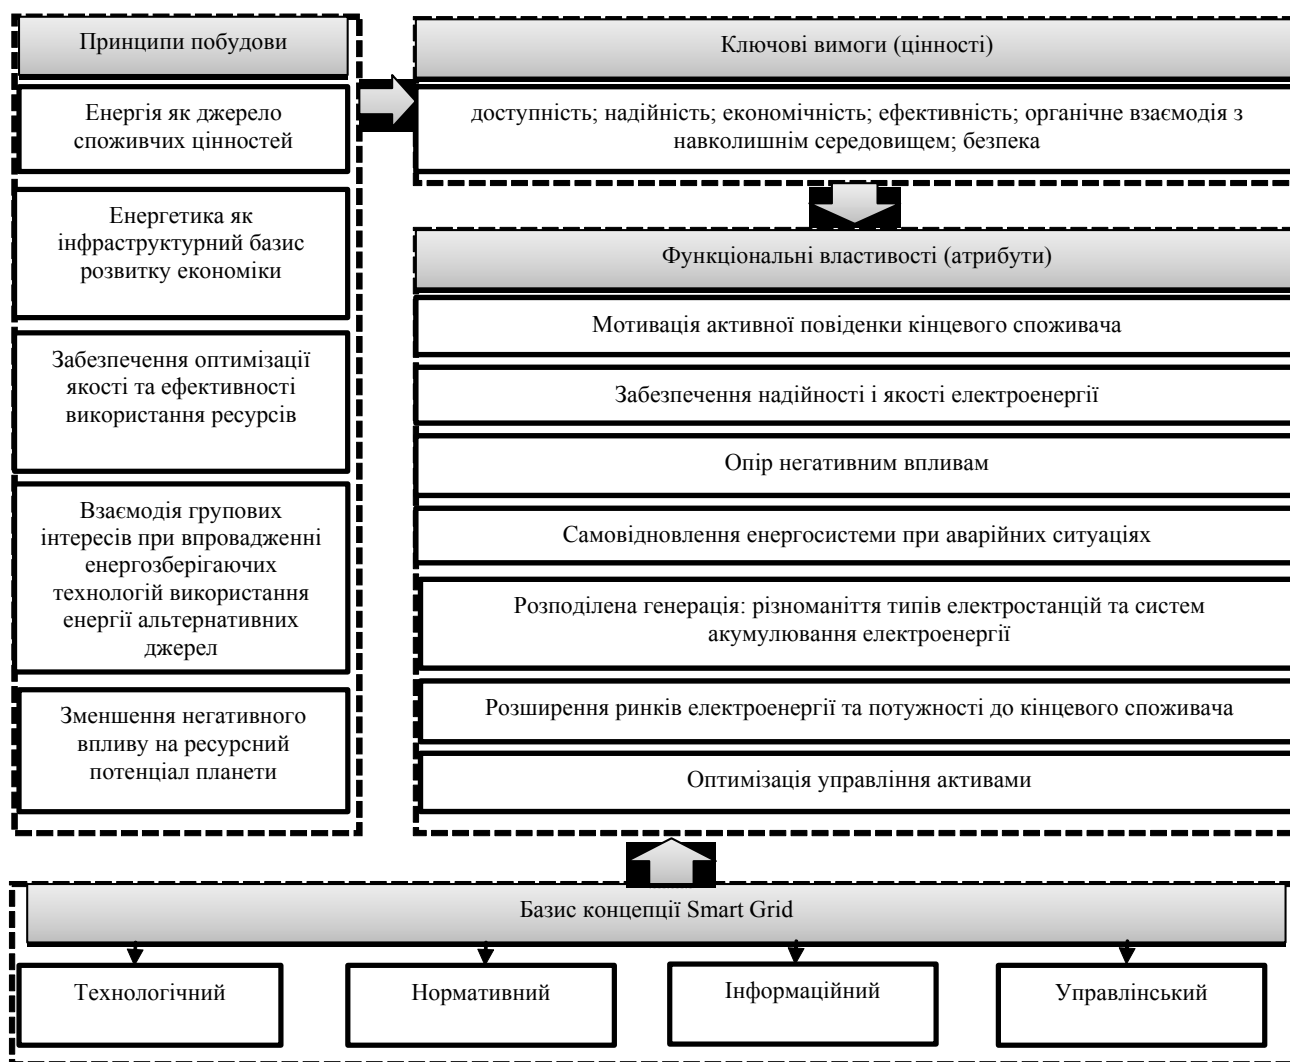 Принципи побудови
Енергія як джерело
споживчих цінностей
Енергетика як
інфраструктурний базис
розвитку економіки
Забезпечення оптимізації
якості та ефективності
використання ресурсів
Взаємодія групових
інтересів при впровадженні
енергозберігаючих
технологій використання
енергії альтернативних
джерел
Зменшення негативного
впливу на ресурсний
потенціал планети
Ключові вимоги (цінності)
доступність; надійність; економічність; ефективність; органічне взаємодія з
навколишнім середовищем; безпека
Функціональні властивості (атрибути)
Мотивація активної повіденки кінцевого споживача
Забезпечення надійності і якості електроенергії
Опір негативним впливам
Самовідновлення енергосистеми при аварійних ситуаціях
Розподілена генерація: різноманіття типів електростанцій та систем
акумулювання електроенергії
Розширення ринків електроенергії та потужності до кінцевого споживача
Оптимізація управління активами
Базис концепції Smart Grid
Технологічний
Нормативний
Інформаційний
Управлінський